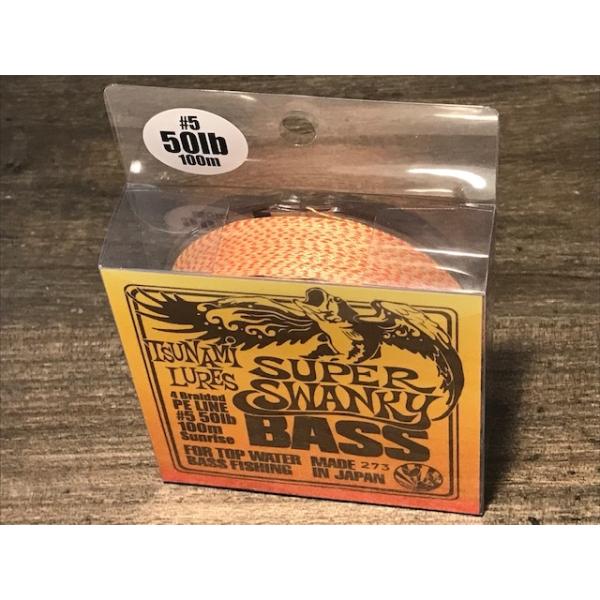 #5
50lb
100m
TSUNAMI
LURES
SUPER
SWANKY
BASS
4 Braided
PE LINE
#5 50lb
100m
Sunrise
FOR TOP WATER
BASS FISHING
MADE 273
IN JAPAN